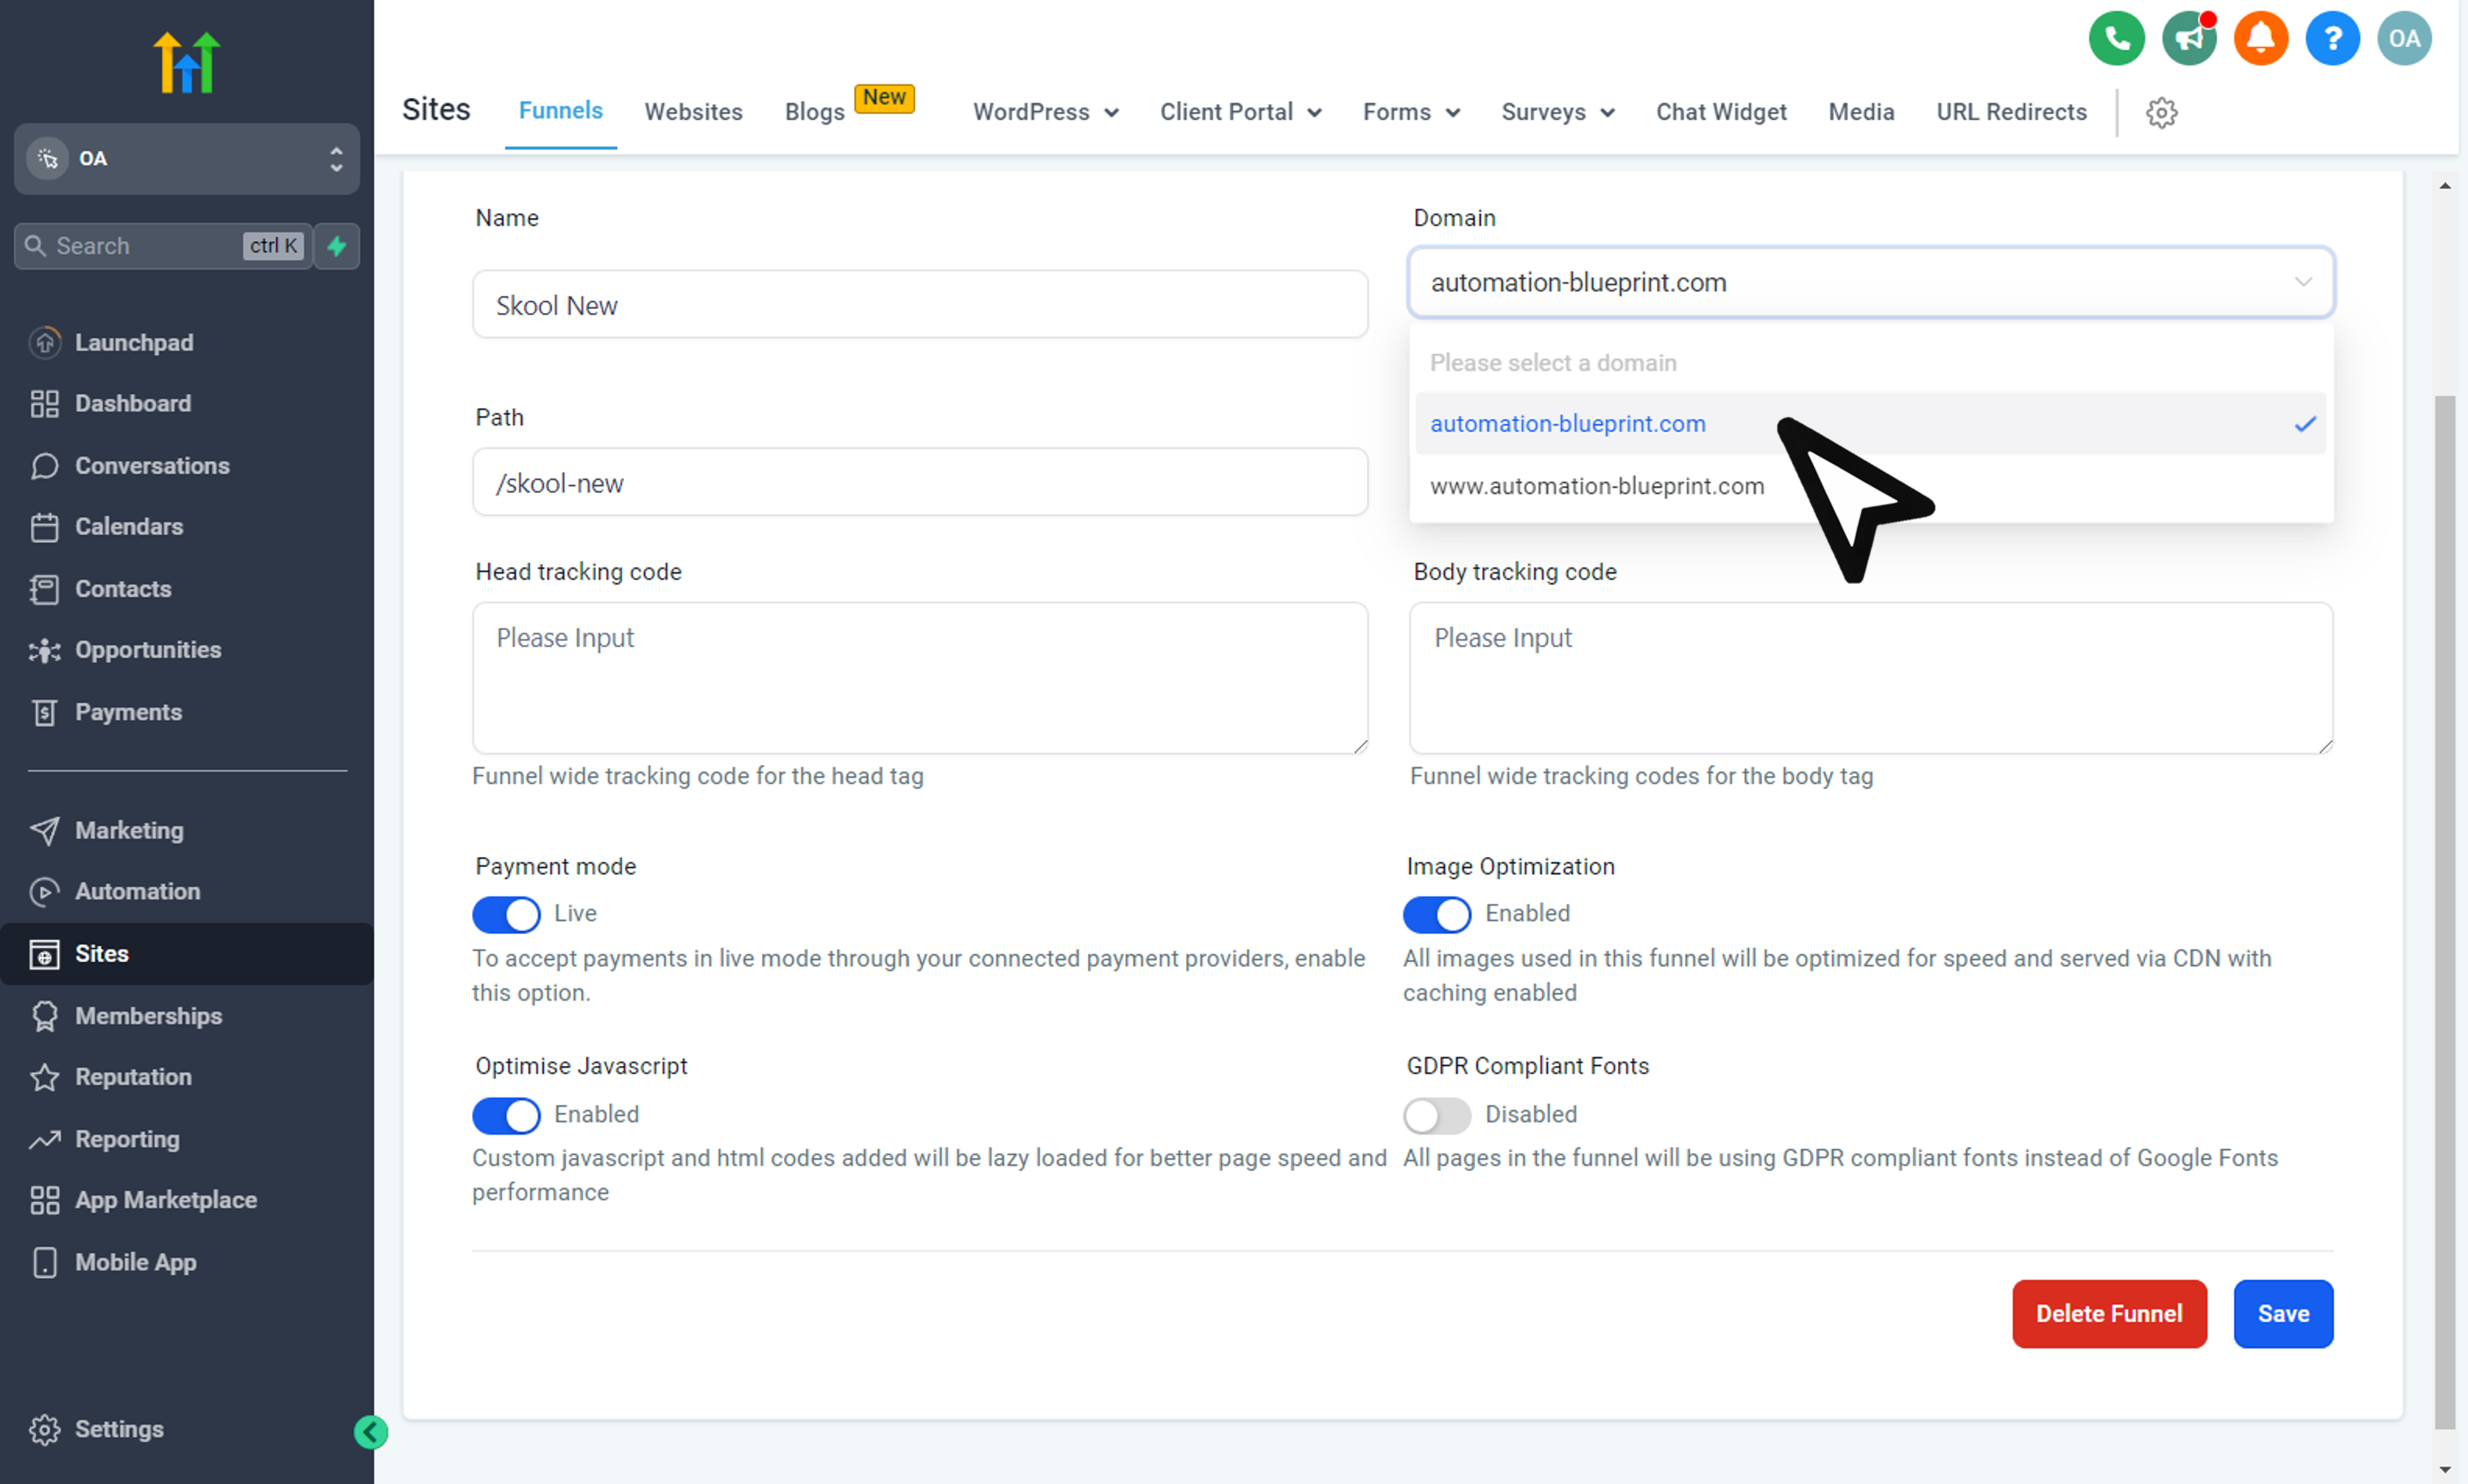 OA
Search
ctrl K
Launchpad
Dashboard
Conversations
Calendars
Contacts
Opportunities
Payments
Marketing
Automation
Sites
Memberships
Reputation
Reporting
App Marketplace
Mobile App
Settings
OA
Sites
Funnels
Websites
Blogs
New
WordPress
Client Portal
Forms
Surveys
Chat Widget
Media
URL Redirects
Name
Skool New
Domain
automation-blueprint.com
Please select a domain
automation-blueprint.com
www.automation-blueprint.com
Path
/skool-new
Head tracking code
Please Input
Funnel wide tracking code for the head tag
Body tracking code
Please Input
Funnel wide tracking codes for the body tag
Payment mode
Live
To accept payments in live mode through your connected payment providers, enable
this option.
Image Optimization
Enabled
All images used in this funnel will be optimized for speed and served via CDN with
caching enabled
Optimise Javascript
Enabled
Custom javascript and html codes added will be lazy loaded for better page speed and
performance
GDPR Compliant Fonts
Disabled
All pages in the funnel will be using GDPR compliant fonts instead of Google Fonts
Delete Funnel
Save